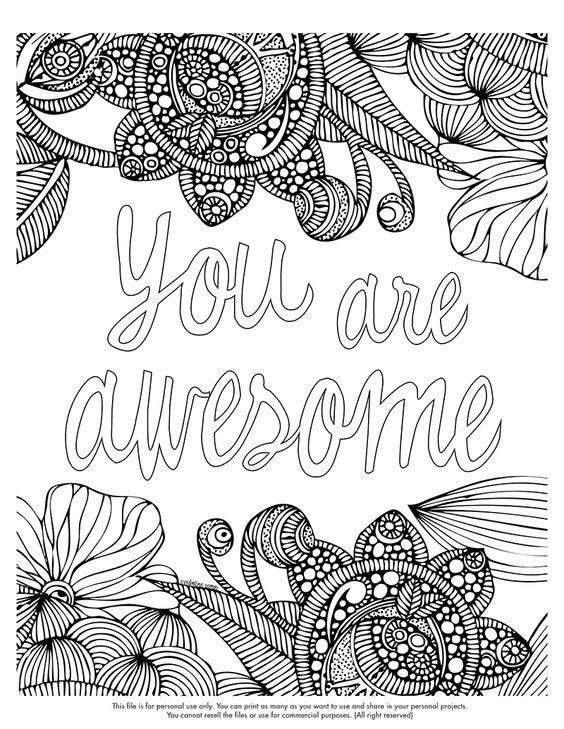 You are
awesome
This file is for personal use only. You can print as many as you want to use and share in your personal projects.
You cannot resell the files or use for commercial purposes. (All right reserved)